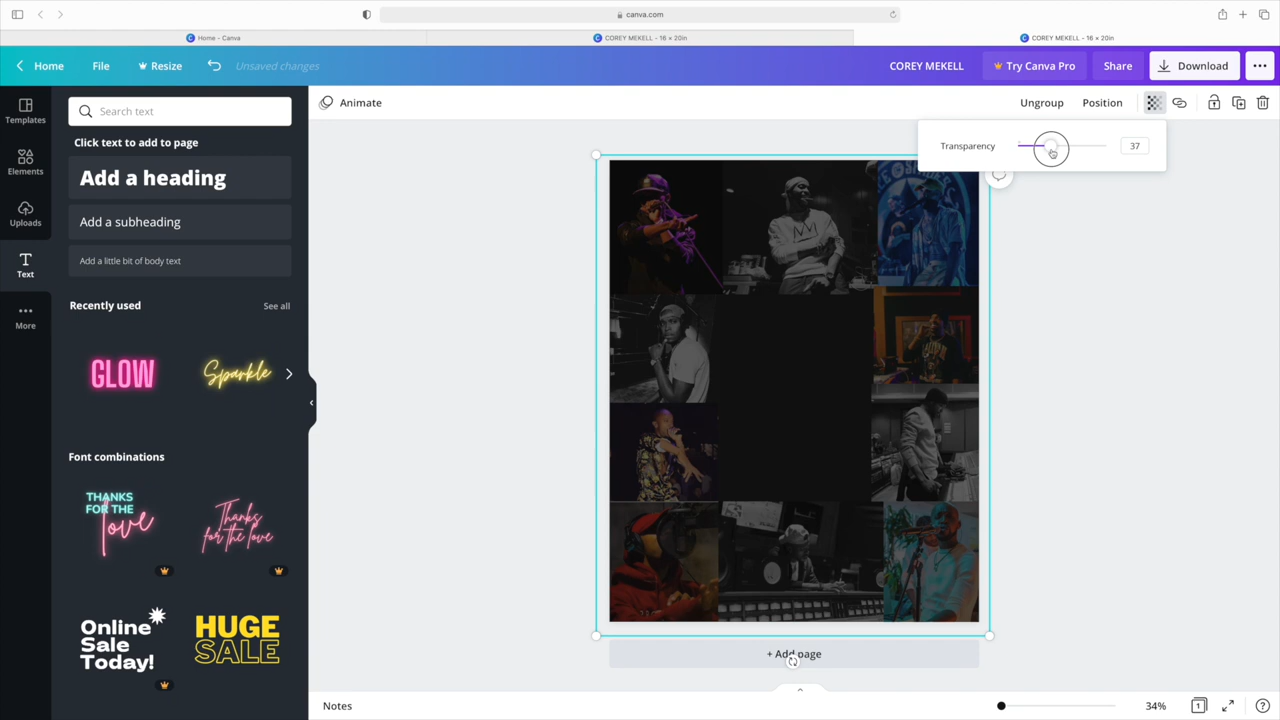 canva.com
Home - Canva
COREY MEKELL - 16 × 20in
COREY MEKELL - 16 × 20in
Home
File
Resize
Unsaved changes
COREY MEKELL
Try Canva Pro
Share
Download
Templates
Elements
Uploads
Text
More
Search text
Click text to add to page
Add a heading
Add a subheading
Add a little bit of body text
Recently used
See all
GLOW
Sparkle
Font combinations
THANKS
FOR THE
love
Thanks
for the love
Online
Sale
Today!
HUGE
SALE
Animate
Ungroup
Position
Transparency
37
+ Add page
Notes
34%
1